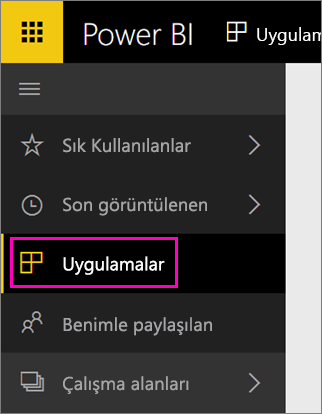 Power BI Uygulam
Sık Kullanılanlar
Son görüntülenen
Uygulamalar
Benimle paylaşılan
Çalışma alanları